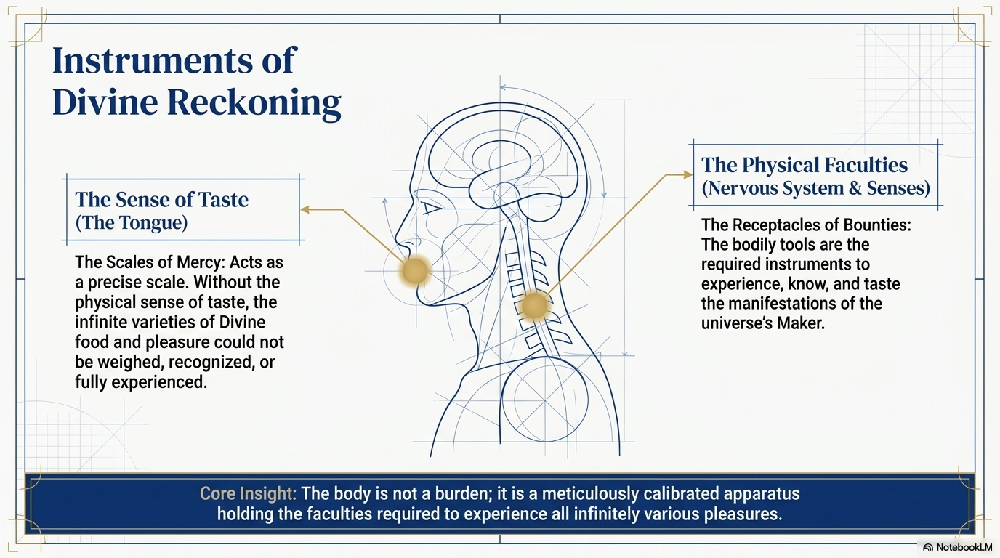 Instruments of
Divine Reckoning
The Sense of Taste
(The Tongue)
The Scales of Mercy: Acts as
a precise scale. Without the
physical sense of taste, the
infinite varieties of Divine
food and pleasure could not
be weighed, recognized, or
fully experienced.
The Physical Faculties
(Nervous System & Senses)
The Receptacles of Bounties:
The bodily tools are the
required instruments to
experience, know, and taste
the manifestations of the
universe's Maker.
Core Insight: The body is not a burden; it is a meticulously calibrated apparatus
holding the faculties required to experience all infinitely various pleasures.
NotebookLM